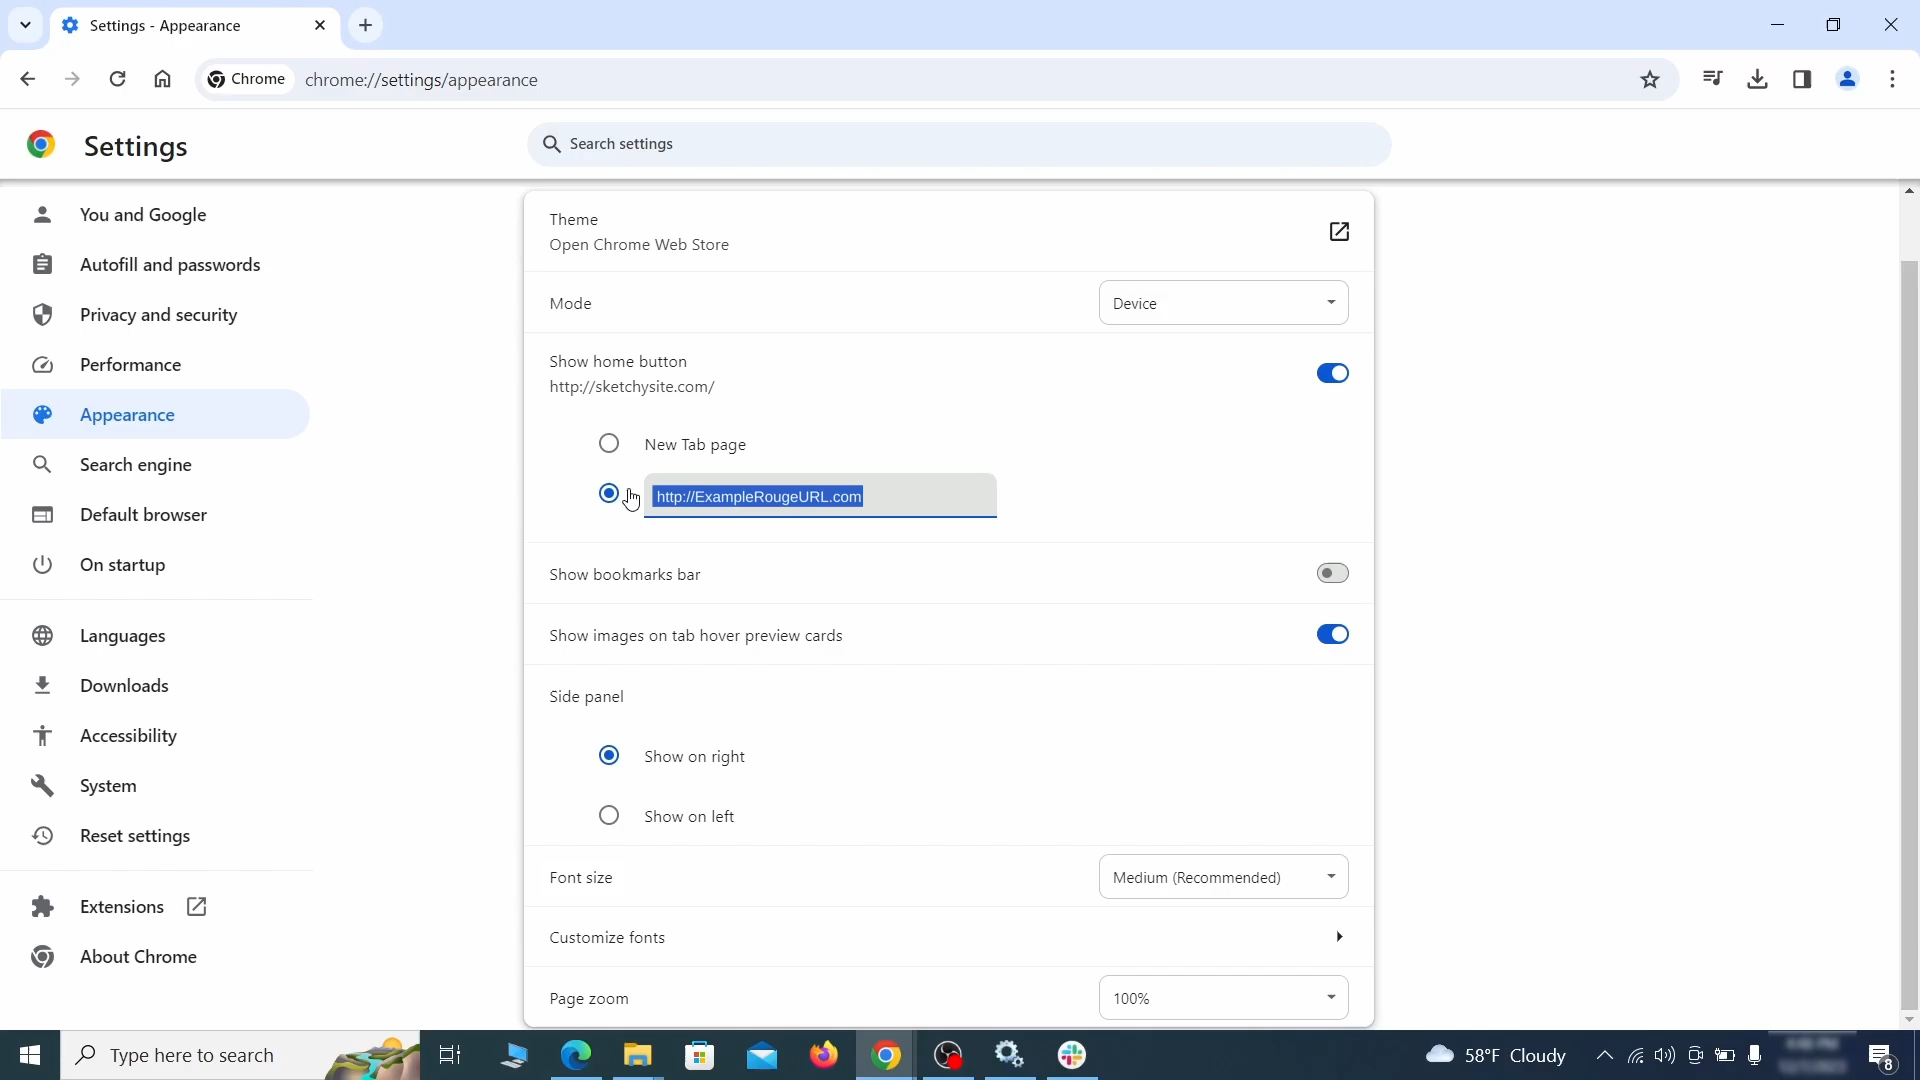 Settings - Appearance
Chrome
chrome://settings/appearance
Settings
Search settings
You and Google
Autofill and passwords
Privacy and security
Performance
Appearance
Search engine
Default browser
On startup
Languages
Downloads
Accessibility
System
Reset settings
Extensions
About Chrome
Theme
Open Chrome Web Store
Mode
Device
Show home button
http://sketchysite.com/
New Tab page
http://ExampleRougeURL.com
Show bookmarks bar
Show images on tab hover preview cards
Side panel
Show on right
Show on left
Font size
Medium (Recommended)
Customize fonts
Page zoom
100%
Type here to search
58°F Cloudy
8